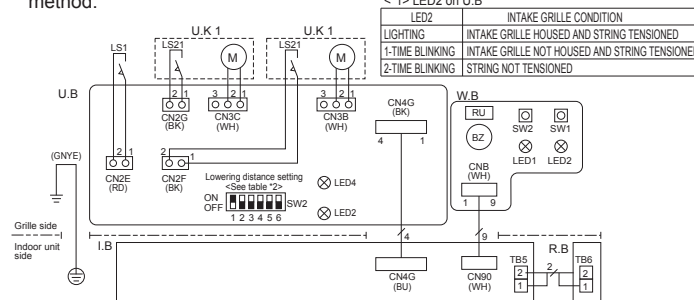 method.
< *1> LED2 on U.B
LED2 INTAKE GRILLE CONDITION
LIGHTING INTAKE GRILLE HOUSED AND STRING TENSIONED
1-TIME BLINKING INTAKE GRILLE NOT HOUSED AND STRING TENSIONE
2-TIME BLINKING STRING NOT TENSIONED
U.K 1
U.K 1
LS1
LS21
M
LS21
M
U.B
2 1
CN2G
(BK)
3 2 1
CN3C
(WH)
3 2 1
CN3B
(WH)
CN4G
(BK)
4 1
W.B
RU
BZ
SW2
SW1
LED1
LED2
CNB
(WH)
1 9
(GNYE)
2 1
CN2E
(RD)
2 1
CN2F
(BK)
Lowering distance setting
<See table *2>
ON
OFF
SW2
1 2 3 4 5 6
LED4
LED2
Grille side
Indoor unit
side
I.B
4
9
R.B
CN4G
(BU)
CN90
(WH)
TB5
2
1
2
TB6
2
1